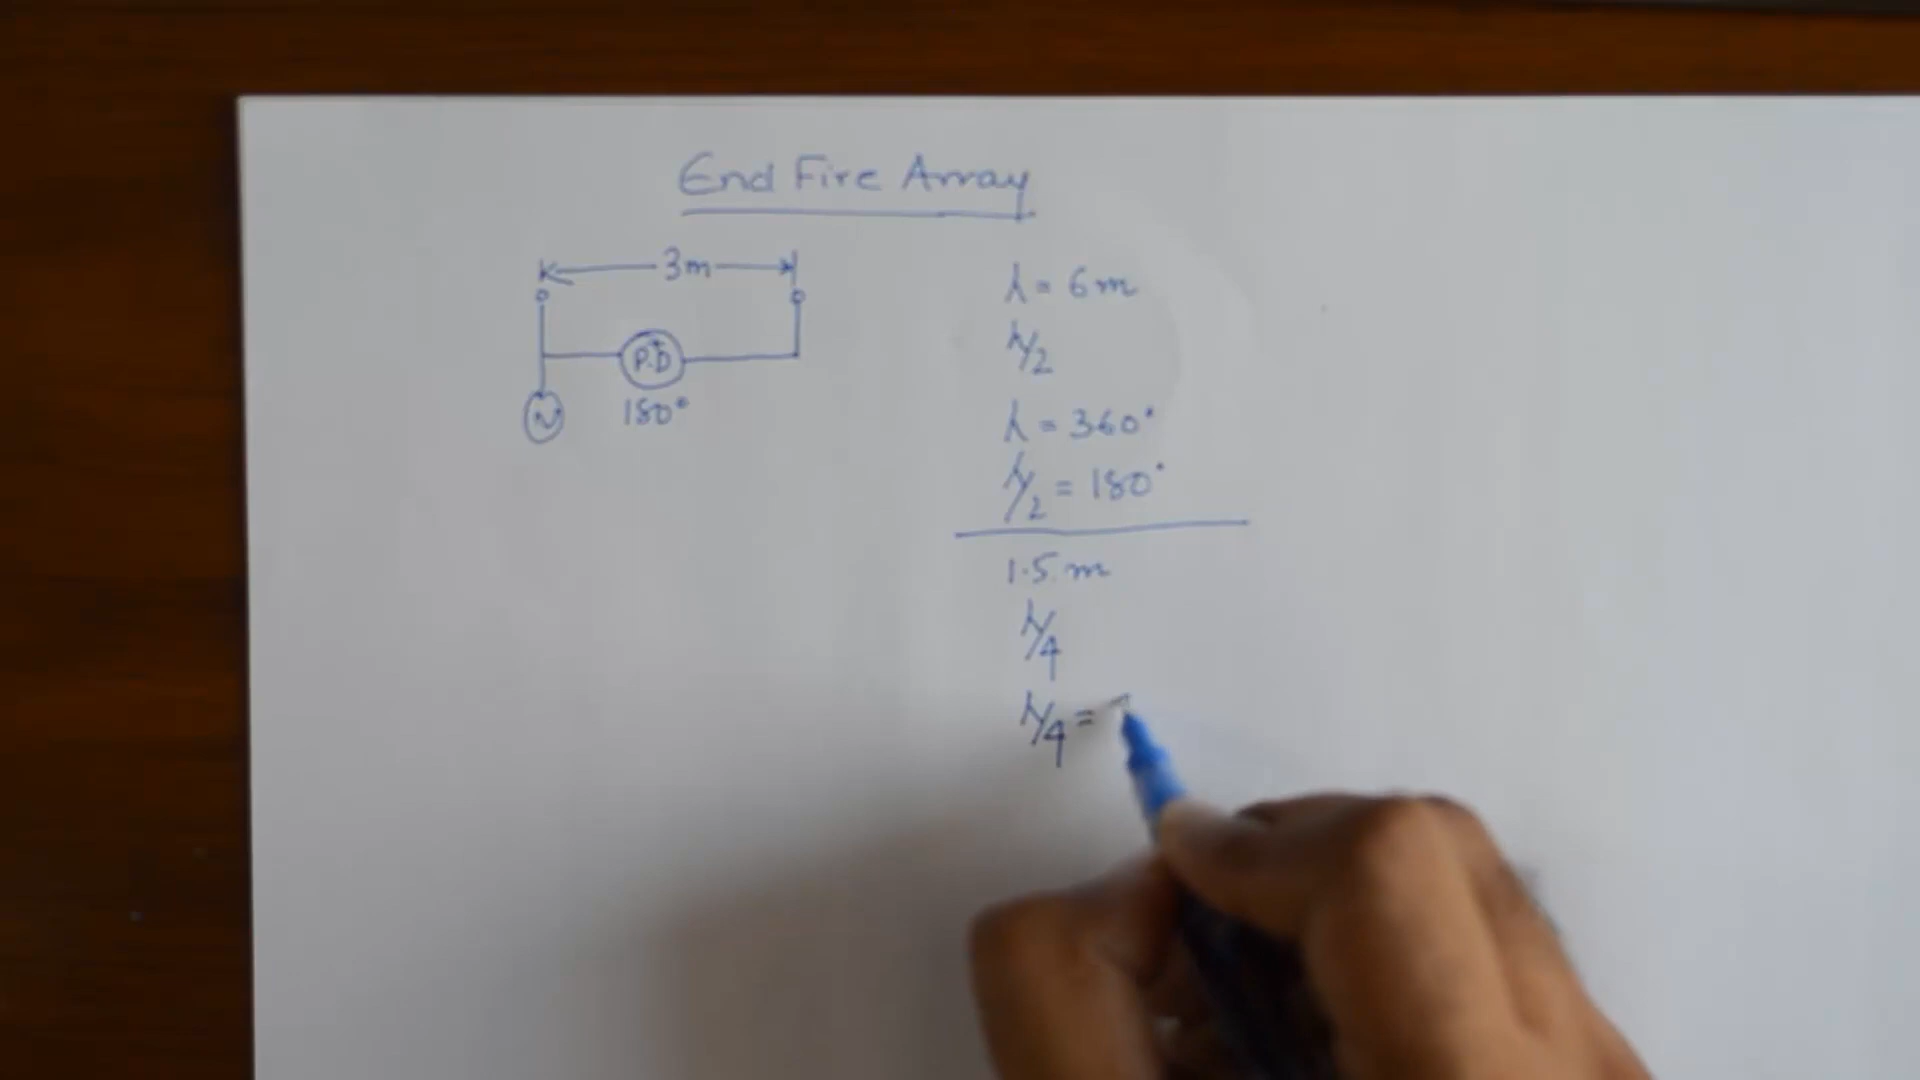 End Fire Array
3m
P.D
180°
λ = 6m
λ/2
λ = 360°
λ/2 = 180°
1.5 m
λ/4
λ/4 =